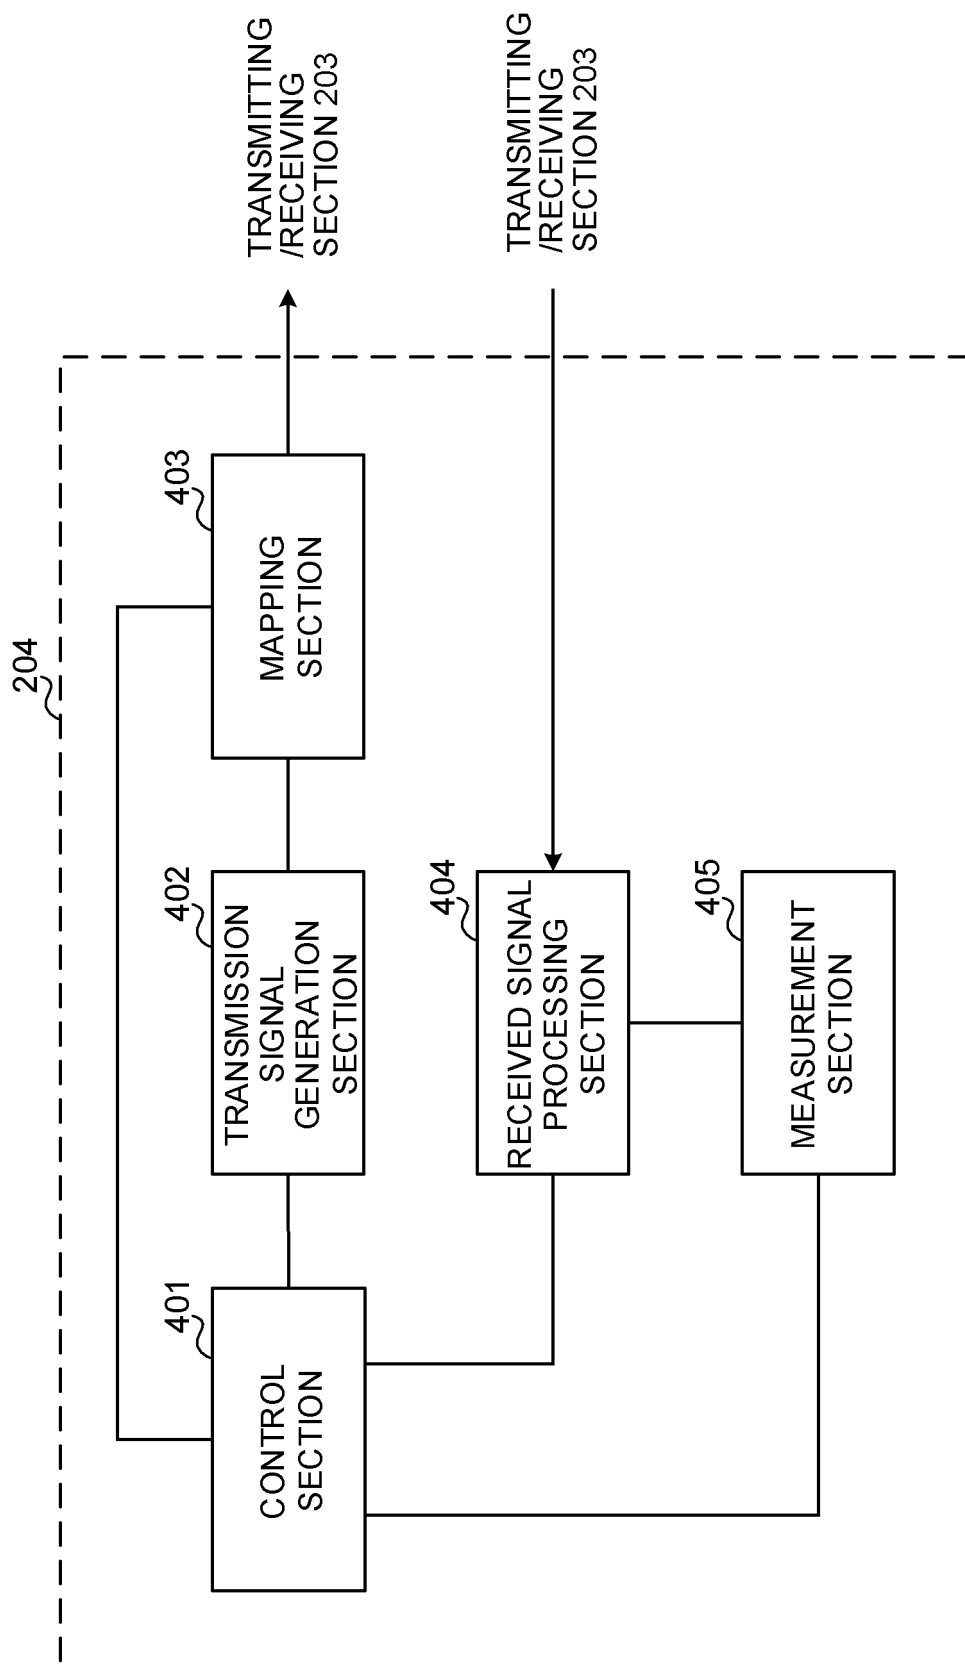 204
401
CONTROL
SECTION
402
TRANSMISSION
SIGNAL
GENERATION
SECTION
403
MAPPING
SECTION
TRANSMITTING
/RECEIVING
SECTION 203
404
RECEIVED SIGNAL
PROCESSING
SECTION
TRANSMITTING
/RECEIVING
SECTION 203
405
MEASUREMENT
SECTION